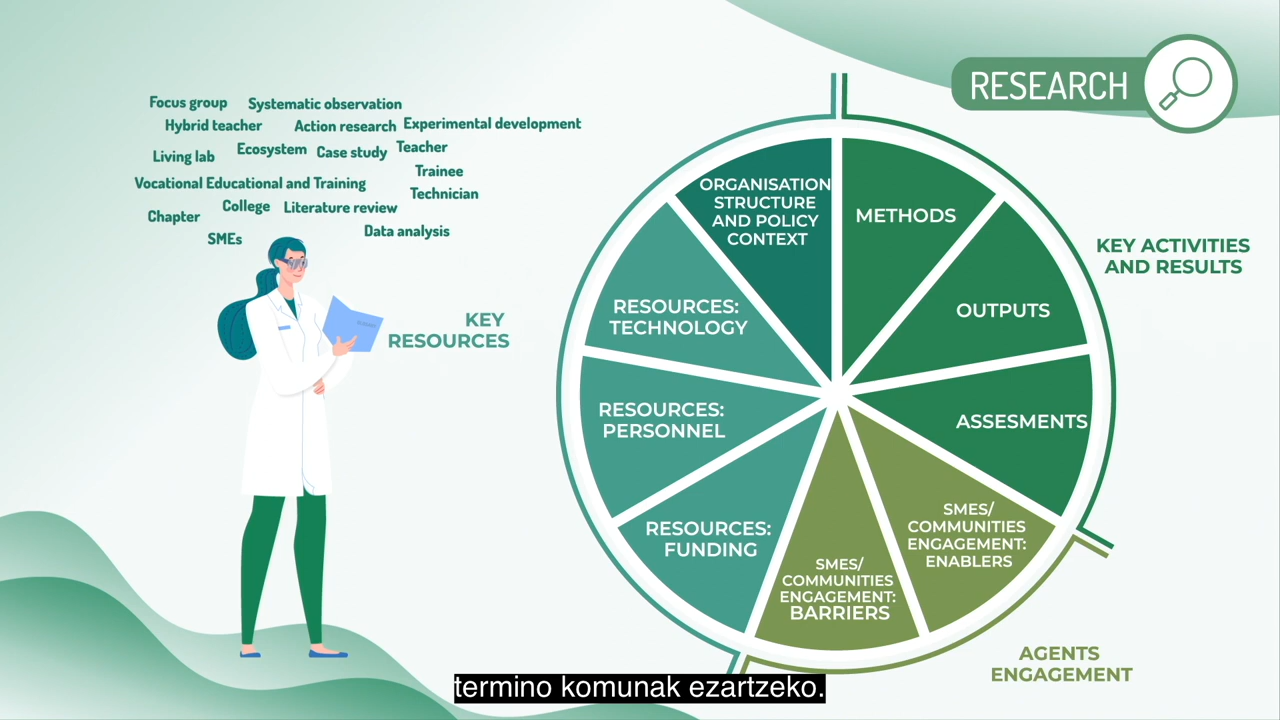 RESEARCH
Focus group
Systematic observation
Hybrid teacher
Action research
Experimental development
Living lab
Ecosystem
Case study
Teacher
Trainee
Vocational Educational and Training
Technician
Chapter
College
Literature review
SMEs
Data analysis
KEY
RESOURCES
ORGANISATION
STRUCTURE
AND POLICY
CONTEXT
METHODS
OUTPUTS
ASSESMENTS
SMES/
COMMUNITIES
ENGAGEMENT:
ENABLERS
SMES/
COMMUNITIES
ENGAGEMENT:
BARRIERS
RESOURCES:
FUNDING
RESOURCES:
PERSONNEL
RESOURCES:
TECHNOLOGY
KEY ACTIVITIES
AND RESULTS
AGENTS
ENGAGEMENT
termino komunak ezartzeko.